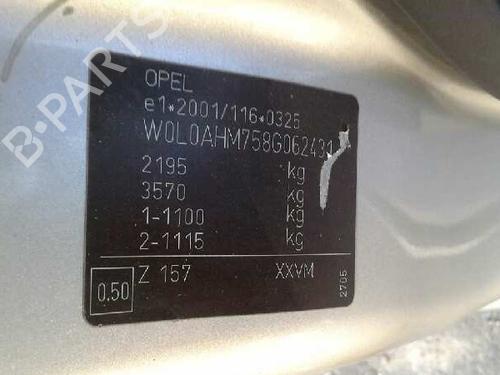 OPEL
e1*2001/116*0325
W0L0AHM758G062431
2195 kg
3570 kg
1-1100 kg
2-1115 kg
0.50 Z 157 XXVM
2705
B-PARTS